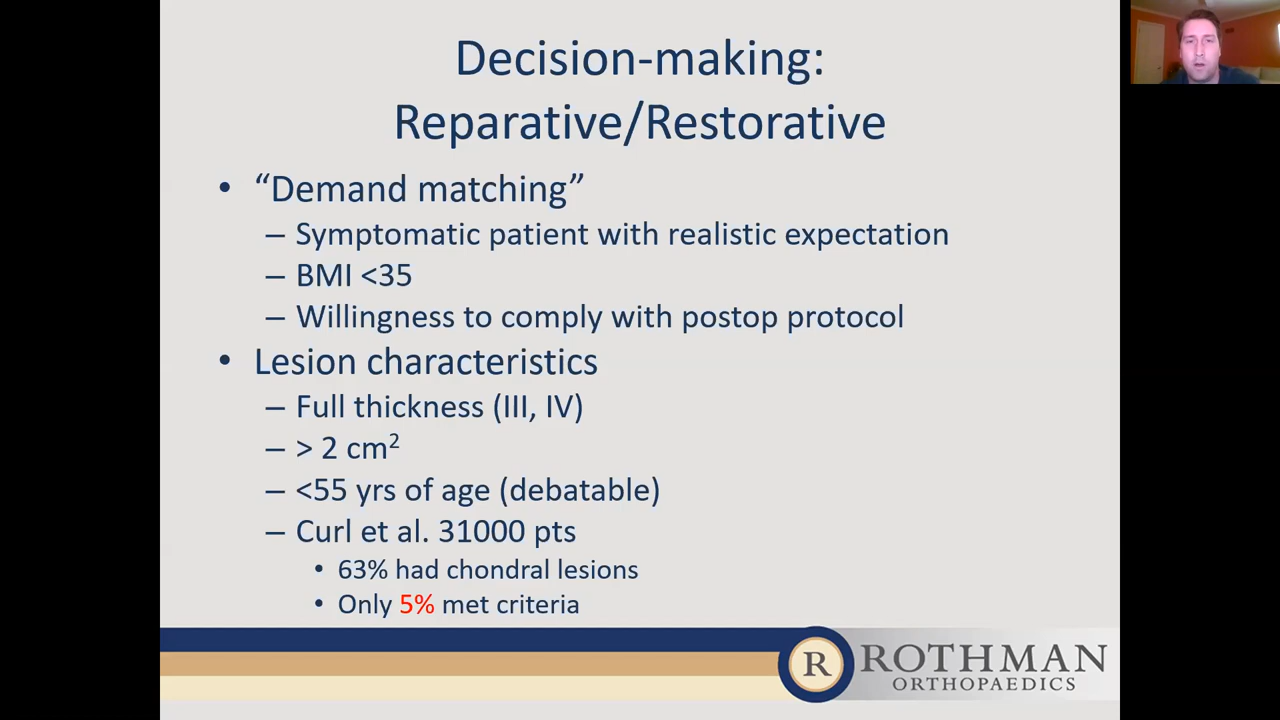 Decision-making:
Reparative/Restorative
• “Demand matching”
– Symptomatic patient with realistic expectation
– BMI <35
– Willingness to comply with postop protocol
• Lesion characteristics
– Full thickness (III, IV)
– > 2 cm²
– <55 yrs of age (debatable)
– Curl et al. 31000 pts
• 63% had chondral lesions
• Only 5% met criteria
R ROTHMAN
ORTHOPAEDICS